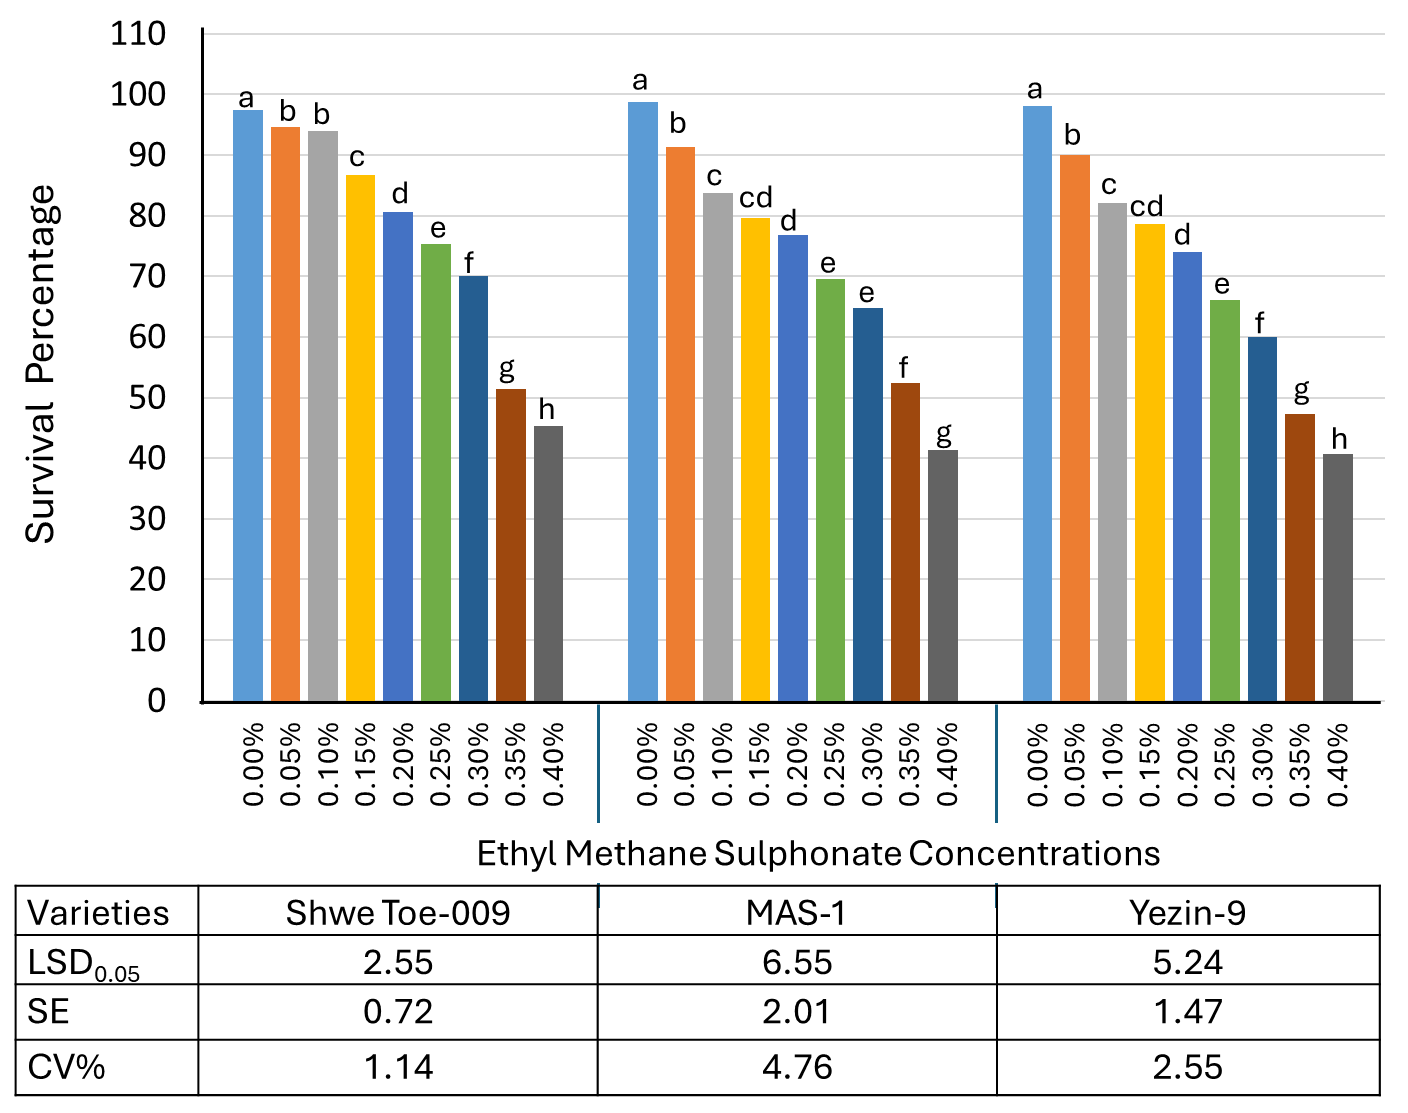 110
100
90
80
70
60
50
40
30
20
10
0
Survival Percentage
a b b c d e f g h
a b c cd d e e f g
a b c cd d e f g h
0.00% 0.05% 0.10% 0.15% 0.20% 0.25% 0.30% 0.35% 0.40%
0.00% 0.05% 0.10% 0.15% 0.20% 0.25% 0.30% 0.35% 0.40%
0.00% 0.05% 0.10% 0.15% 0.20% 0.25% 0.30% 0.35% 0.40%
Ethyl Methane Sulphonate Concentrations
Varieties Shwe Toe-009 MAS-1 Yezin-9
LSD0.05 2.55 6.55 5.24
SE 0.72 2.01 1.47
CV% 1.14 4.76 2.55